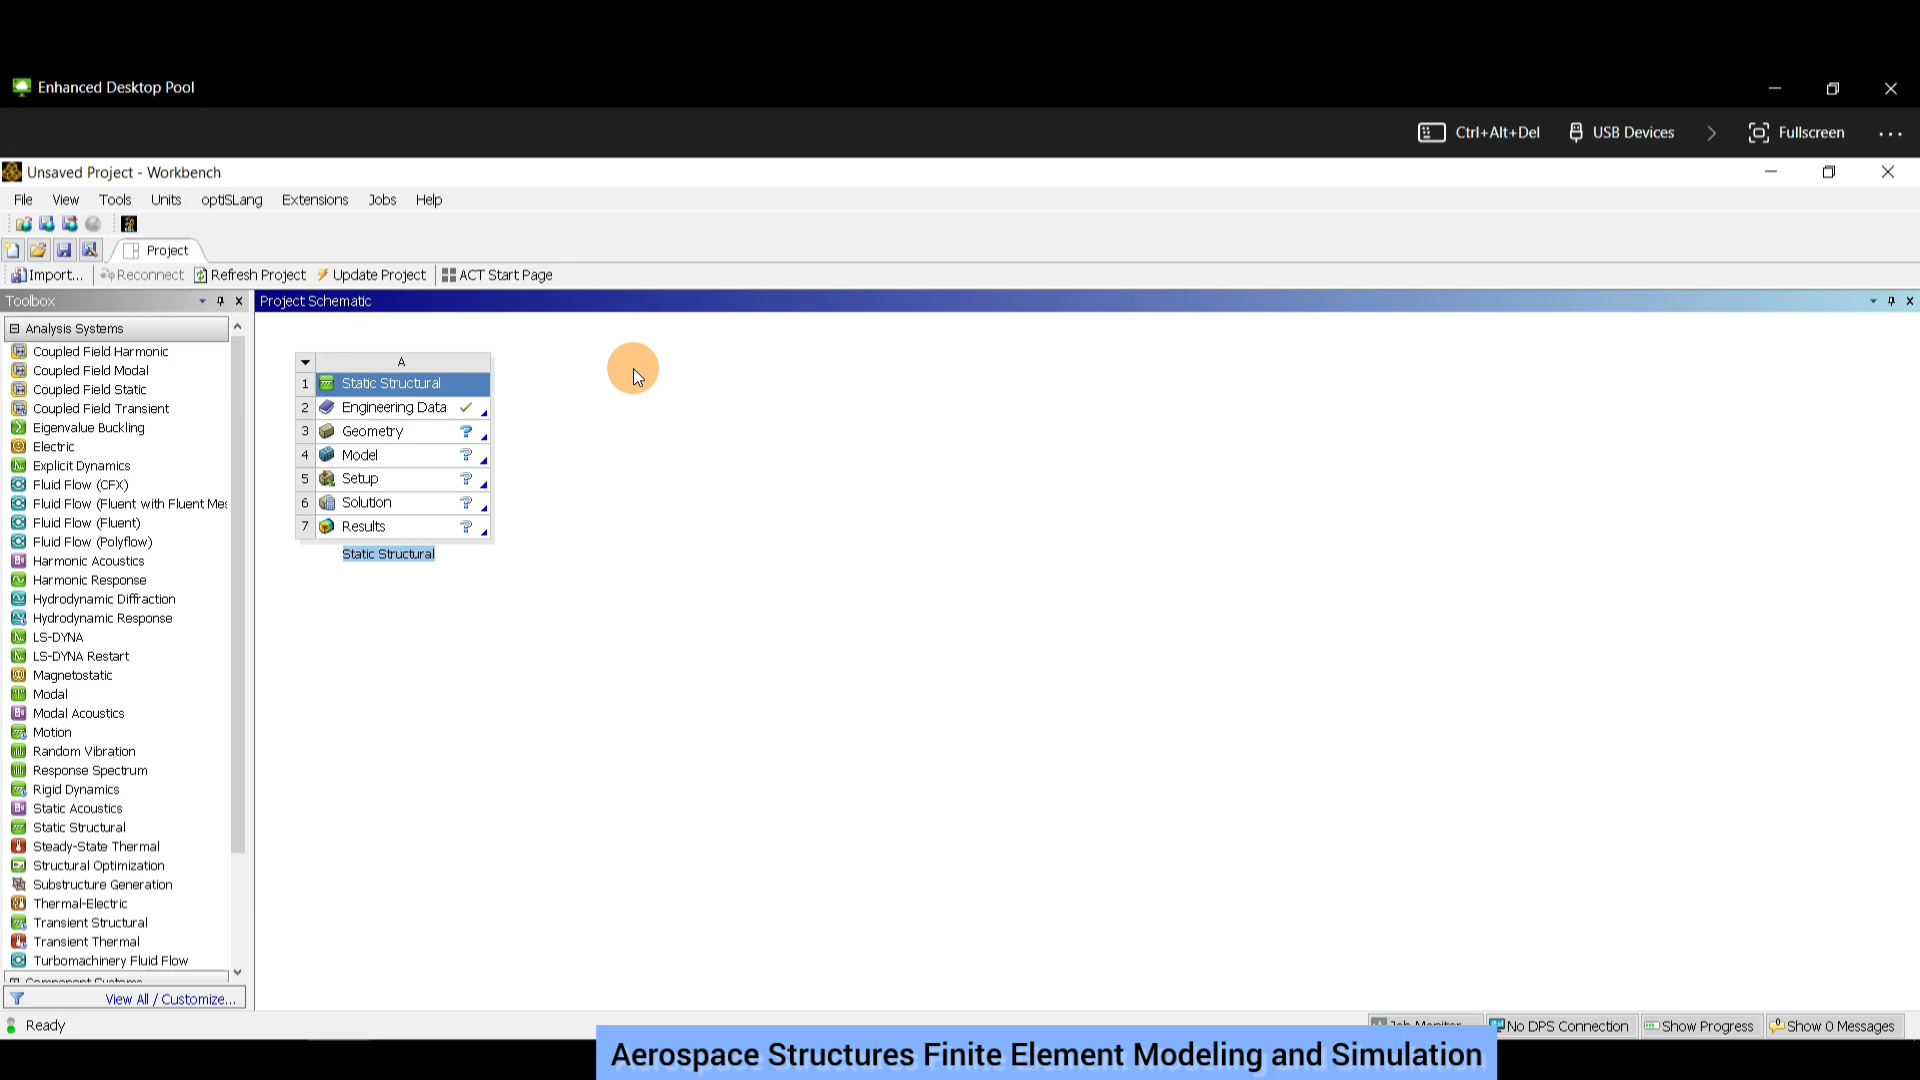 Enhanced Desktop Pool
Ctrl+Alt+Del USB Devices Fullscreen
Unsaved Project - Workbench
File View Tools Units optiSLang Extensions Jobs Help
Project
Import... Reconnect Refresh Project Update Project ACT Start Page
Toolbox
Project Schematic
Analysis Systems
Coupled Field Harmonic
Coupled Field Modal
Coupled Field Static
Coupled Field Transient
Eigenvalue Buckling
Electric
Explicit Dynamics
Fluid Flow (CFX)
Fluid Flow (Fluent with Fluent Mes
Fluid Flow (Fluent)
Fluid Flow (Polyflow)
Harmonic Acoustics
Harmonic Response
Hydrodynamic Diffraction
Hydrodynamic Response
LS-DYNA
LS-DYNA Restart
Magnetostatic
Modal
Modal Acoustics
Motion
Random Vibration
Response Spectrum
Rigid Dynamics
Static Acoustics
Static Structural
Steady-State Thermal
Structural Optimization
Substructure Generation
Thermal-Electric
Transient Structural
Transient Thermal
Turbomachinery Fluid Flow
Component Systems
View All / Customize...
A
1 Static Structural
2 Engineering Data
3 Geometry ?
4 Model ?
5 Setup ?
6 Solution ?
7 Results ?
Static Structural
Ready
Job Monitor... No DPS Connection Show Progress Show 0 Messages
Aerospace Structures Finite Element Modeling and Simulation